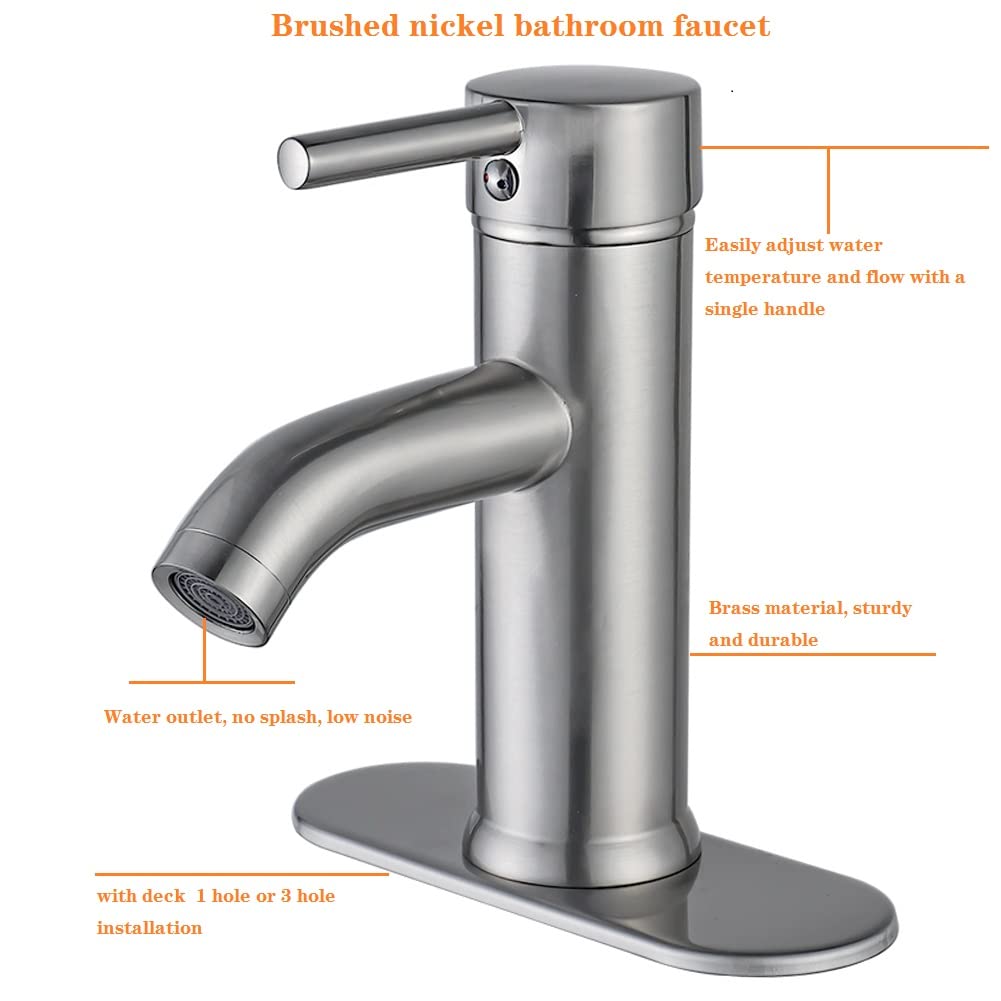 Brushed nickel bathroom faucet
Easily adjust water
temperature and flow with a
single handle
Brass material, sturdy
and durable
Water outlet, no splash, low noise
with deck 1 hole or 3 hole
installation